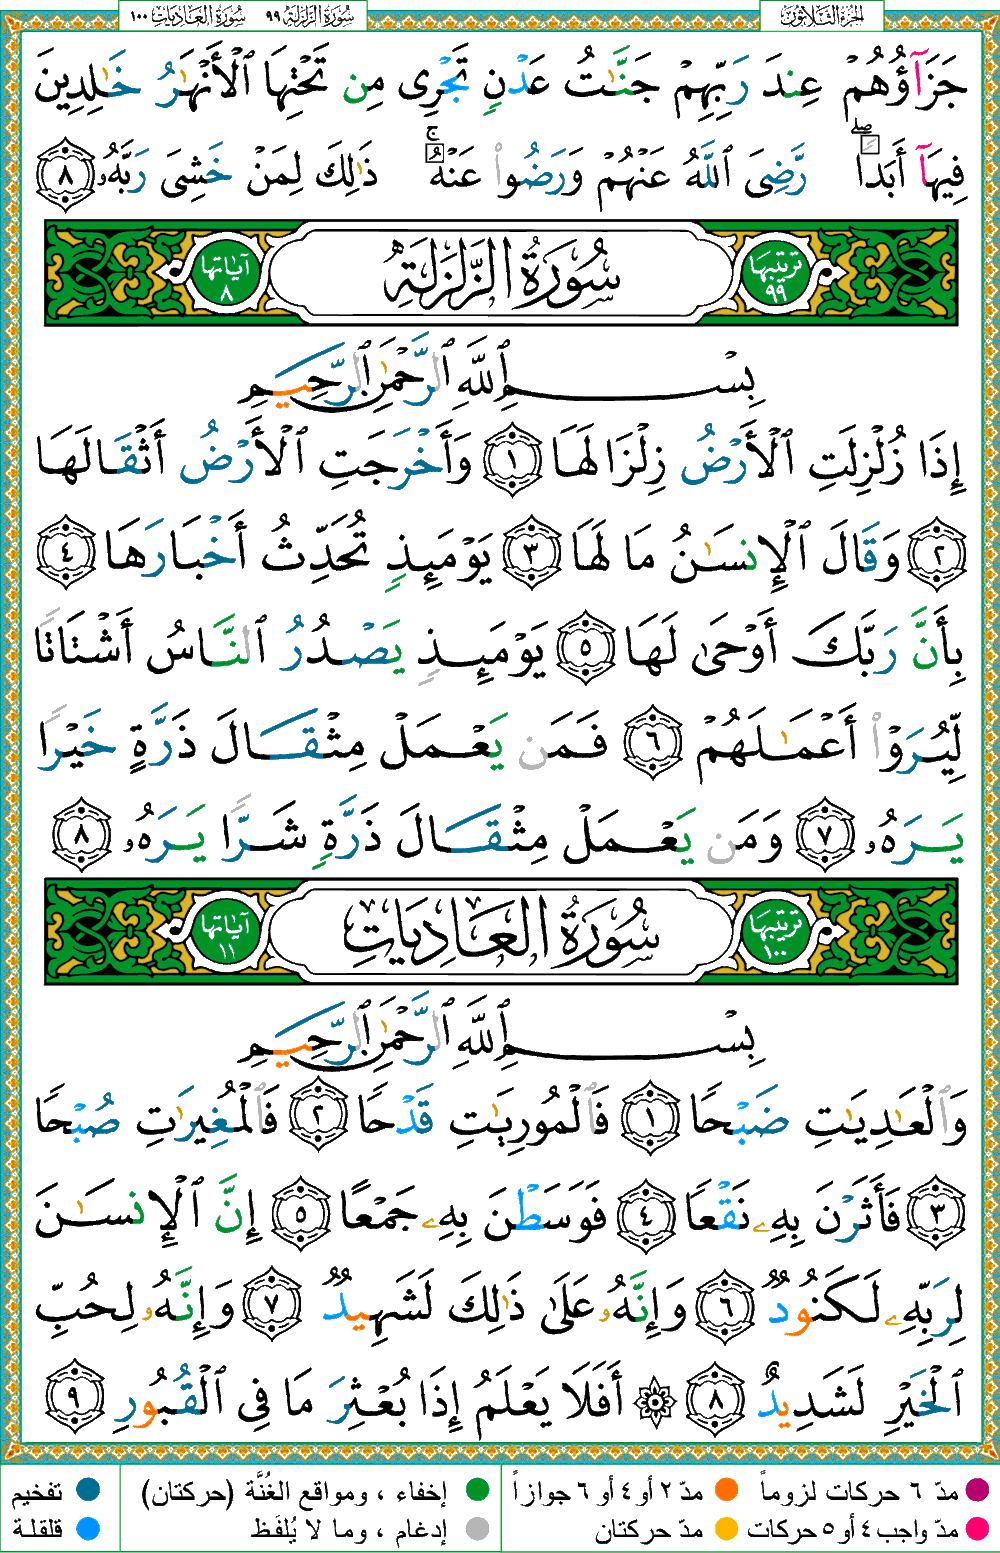 الجزء الثلاثون
سورة الزلزلة ٩٩ سورة العاديات ١٠٠
جَزَآؤُهُمْ عِندَ رَبِّهِمْ جَنَّٰتُ عَدْنٍ تَجْرِى مِن تَحْتِهَا ٱلْأَنْهَٰرُ خَٰلِدِينَ
فِيهَآ أَبَدًا ۖ رَّضِىَ ٱللَّهُ عَنْهُمْ وَرَضُوا۟ عَنْهُ ۚ ذَٰلِكَ لِمَنْ خَشِىَ رَبَّهُۥ ٨
ترتيبها ٩٩ سُورَةُ الزَّلْزَلَةِ آياتها ٨
بِسْمِ ٱللَّهِ ٱلرَّحْمَٰنِ ٱلرَّحِيمِ
إِذَا زُلْزِلَتِ ٱلْأَرْضُ زِلْزَالَهَا ١ وَأَخْرَجَتِ ٱلْأَرْضُ أَثْقَالَهَا
٢ وَقَالَ ٱلْإِنسَٰنُ مَا لَهَا ٣ يَوْمَئِذٍ تُحَدِّثُ أَخْبَارَهَا ٤
بِأَنَّ رَبَّكَ أَوْحَىٰ لَهَا ٥ يَوْمَئِذٍ يَصْدُرُ ٱلنَّاسُ أَشْتَاتًا
لِّيُرَوْا۟ أَعْمَٰلَهُمْ ٦ فَمَن يَعْمَلْ مِثْقَالَ ذَرَّةٍ خَيْرًا
يَرَهُۥ ٧ وَمَن يَعْمَلْ مِثْقَالَ ذَرَّةٍ شَرًّا يَرَهُۥ ٨
ترتيبها ١٠٠ سُورَةُ العَادِيَاتِ آياتها ١١
بِسْمِ ٱللَّهِ ٱلرَّحْمَٰنِ ٱلرَّحِيمِ
وَٱلْعَٰدِيَٰتِ ضَبْحًا ١ فَٱلْمُورِيَٰتِ قَدْحًا ٢ فَٱلْمُغِيرَٰتِ صُبْحًا
٣ فَأَثَرْنَ بِهِۦ نَقْعًا ٤ فَوَسَطْنَ بِهِۦ جَمْعًا ٥ إِنَّ ٱلْإِنسَٰنَ
لِرَبِّهِۦ لَكَنُودٌ ٦ وَإِنَّهُۥ عَلَىٰ ذَٰلِكَ لَشَهِيدٌ ٧ وَإِنَّهُۥ لِحُبِّ
ٱلْخَيْرِ لَشَدِيدٌ ٨ ۞ أَفَلَا يَعْلَمُ إِذَا بُعْثِرَ مَا فِى ٱلْقُبُورِ ٩
مدّ ٦ حركات لزوماً مدّ ٢ أو ٤ أو ٦ جوازاً إخفاء ، ومواقع الغُنَّة (حركتان) تفخيم
مدّ واجب ٤ أو ٥ حركات مدّ حركتان إدغام ، وما لا يُلفَظ قلقلة